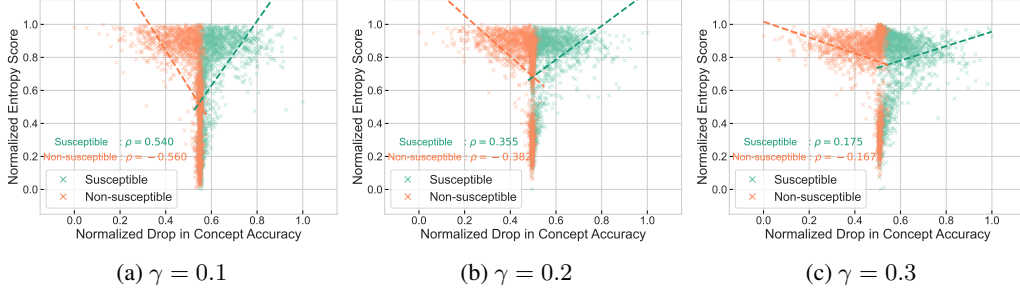 Normalized Entropy Score
1.0
0.8
0.6
0.4
0.2
0.0
Susceptible : ρ = 0.540
Non-susceptible : ρ = −0.560
Susceptible
Non-susceptible
0.0 0.2 0.4 0.6 0.8 1.0
Normalized Drop in Concept Accuracy
(a) γ = 0.1
Normalized Entropy Score
1.0
0.8
0.6
0.4
0.2
0.0
Susceptible : ρ = 0.355
Non-susceptible : ρ = −0.382
Susceptible
Non-susceptible
0.0 0.2 0.4 0.6 0.8 1.0
Normalized Drop in Concept Accuracy
(b) γ = 0.2
Normalized Entropy Score
1.0
0.8
0.6
0.4
0.2
0.0
Susceptible : ρ = 0.175
Non-susceptible : ρ = −0.167
Susceptible
Non-susceptible
0.0 0.2 0.4 0.6 0.8 1.0
Normalized Drop in Concept Accuracy
(c) γ = 0.3